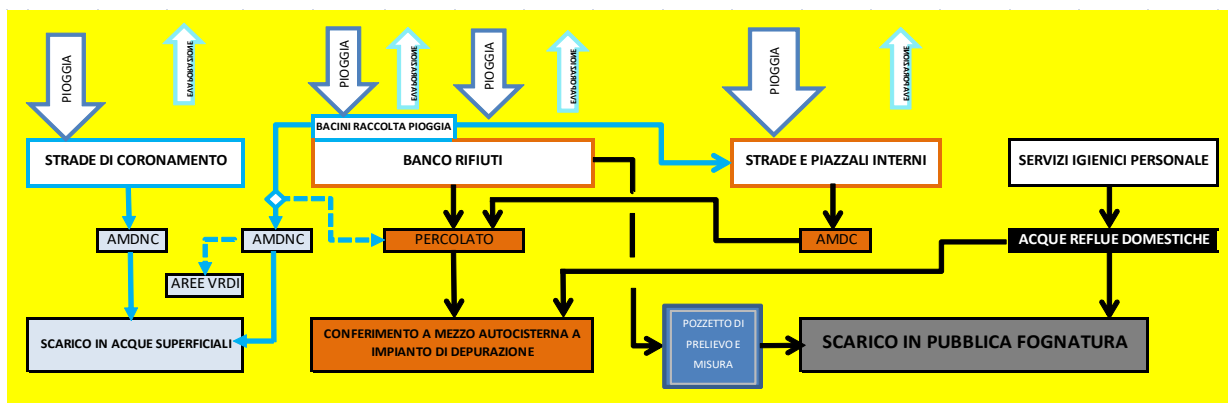 PIOGGIA
EVAPORAZIONE
PIOGGIA
EVAPORAZIONE
PIOGGIA
EVAPORAZIONE
PIOGGIA
EVAPORAZIONE
BACINI RACCOLTA PIOGGIA
STRADE DI CORONAMENTO
BANCO RIFIUTI
STRADE E PIAZZALI INTERNI
SERVIZI IGIENICI PERSONALE
AMDNC
AMDNC
PERCOLATO
AMDC
ACQUE REFLUE DOMESTICHE
AREE VRDI
SCARICO IN ACQUE SUPERFICIALI
CONFERIMENTO A MEZZO AUTOCISTERNA A
IMPIANTO DI DEPURAZIONE
POZZETTO DI
PRELIEVO E
MISURA
SCARICO IN PUBBLICA FOGNATURA